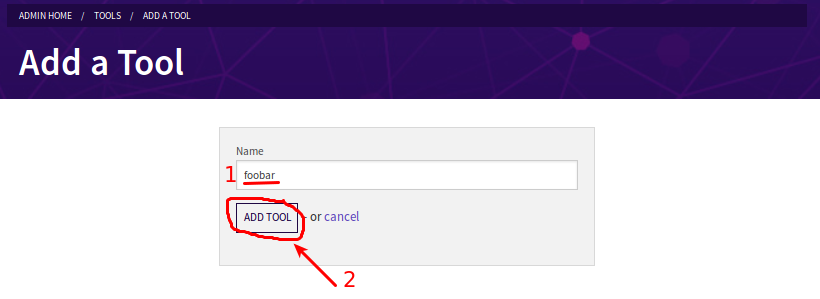 ADMIN HOME / TOOLS / ADD A TOOL
Add a Tool
Name
1 foobar
ADD TOOL - or cancel
2